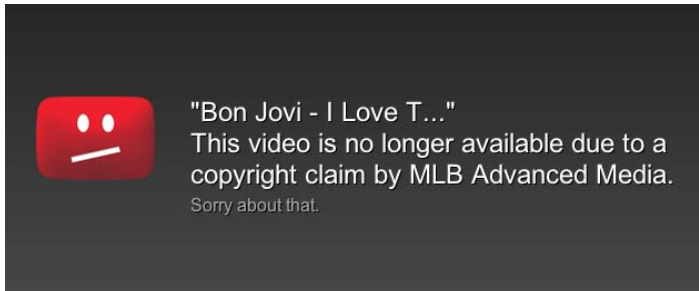 "Bon Jovi - I Love T..."
This video is no longer available due to a
copyright claim by MLB Advanced Media.
Sorry about that.